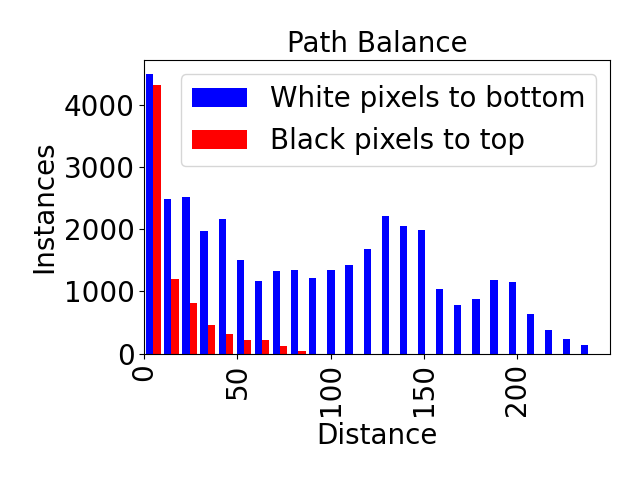 Path Balance
White pixels to bottom
Black pixels to top
Instances
4000
3000
2000
1000
0
0
50
100
150
200
Distance